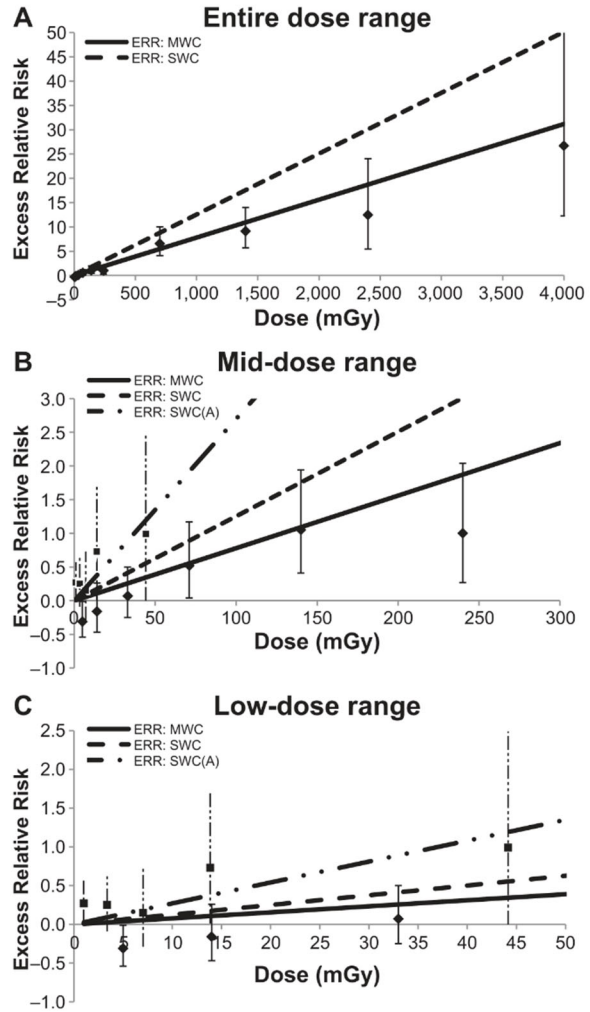 A Entire dose range
ERR: MWC
ERR: SWC
Excess Relative Risk
50
45
40
35
30
25
20
15
10
5
0
–5
0 500 1,000 1,500 2,000 2,500 3,000 3,500 4,000
Dose (mGy)
B Mid-dose range
ERR: MWC
ERR: SWC
ERR: SWC(A)
Excess Relative Risk
3.0
2.5
2.0
1.5
1.0
0.5
0.0
–0.5
–1.0
0 50 100 150 200 250 300
Dose (mGy)
C Low-dose range
ERR: MWC
ERR: SWC
ERR: SWC(A)
Excess Relative Risk
2.5
2.0
1.5
1.0
0.5
0.0
–0.5
–1.0
0 5 10 15 20 25 30 35 40 45 50
Dose (mGy)